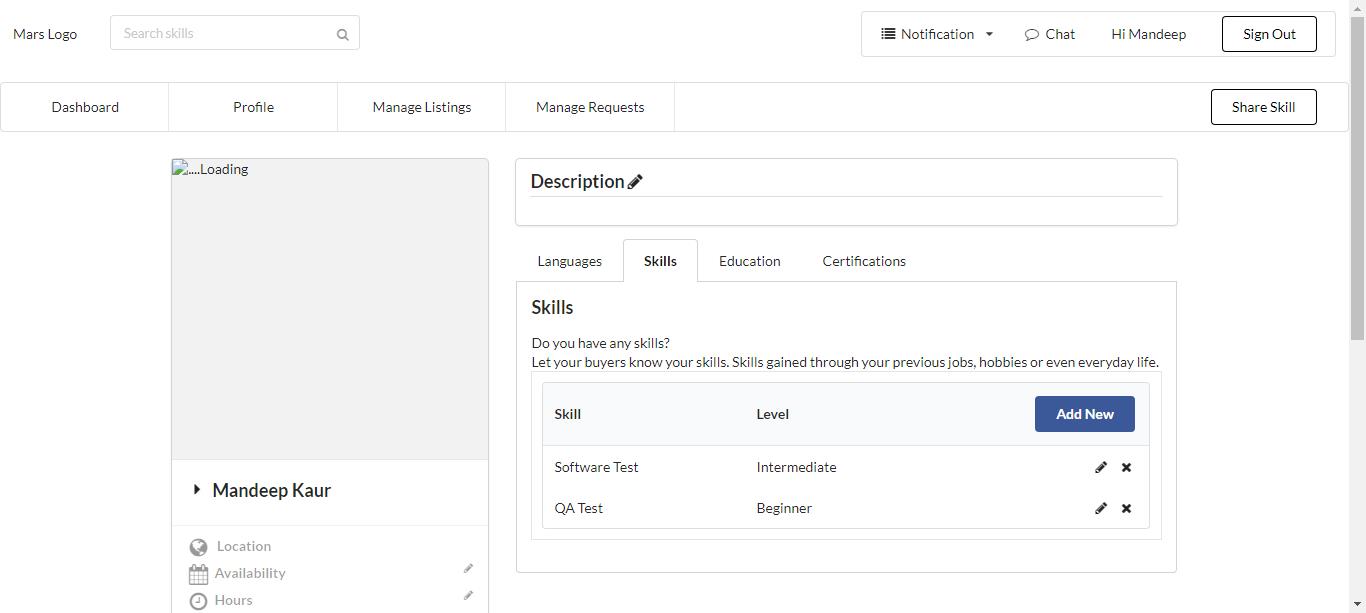 Mars Logo
Search skills
Notification
Chat
Hi Mandeep
Sign Out
Dashboard
Profile
Manage Listings
Manage Requests
Share Skill
....Loading
Mandeep Kaur
Location
Availability
Hours
Description
Languages
Skills
Education
Certifications
Skills
Do you have any skills?
Let your buyers know your skills. Skills gained through your previous jobs, hobbies or even everyday life.
Skill Level Add New
Software Test Intermediate
QA Test Beginner